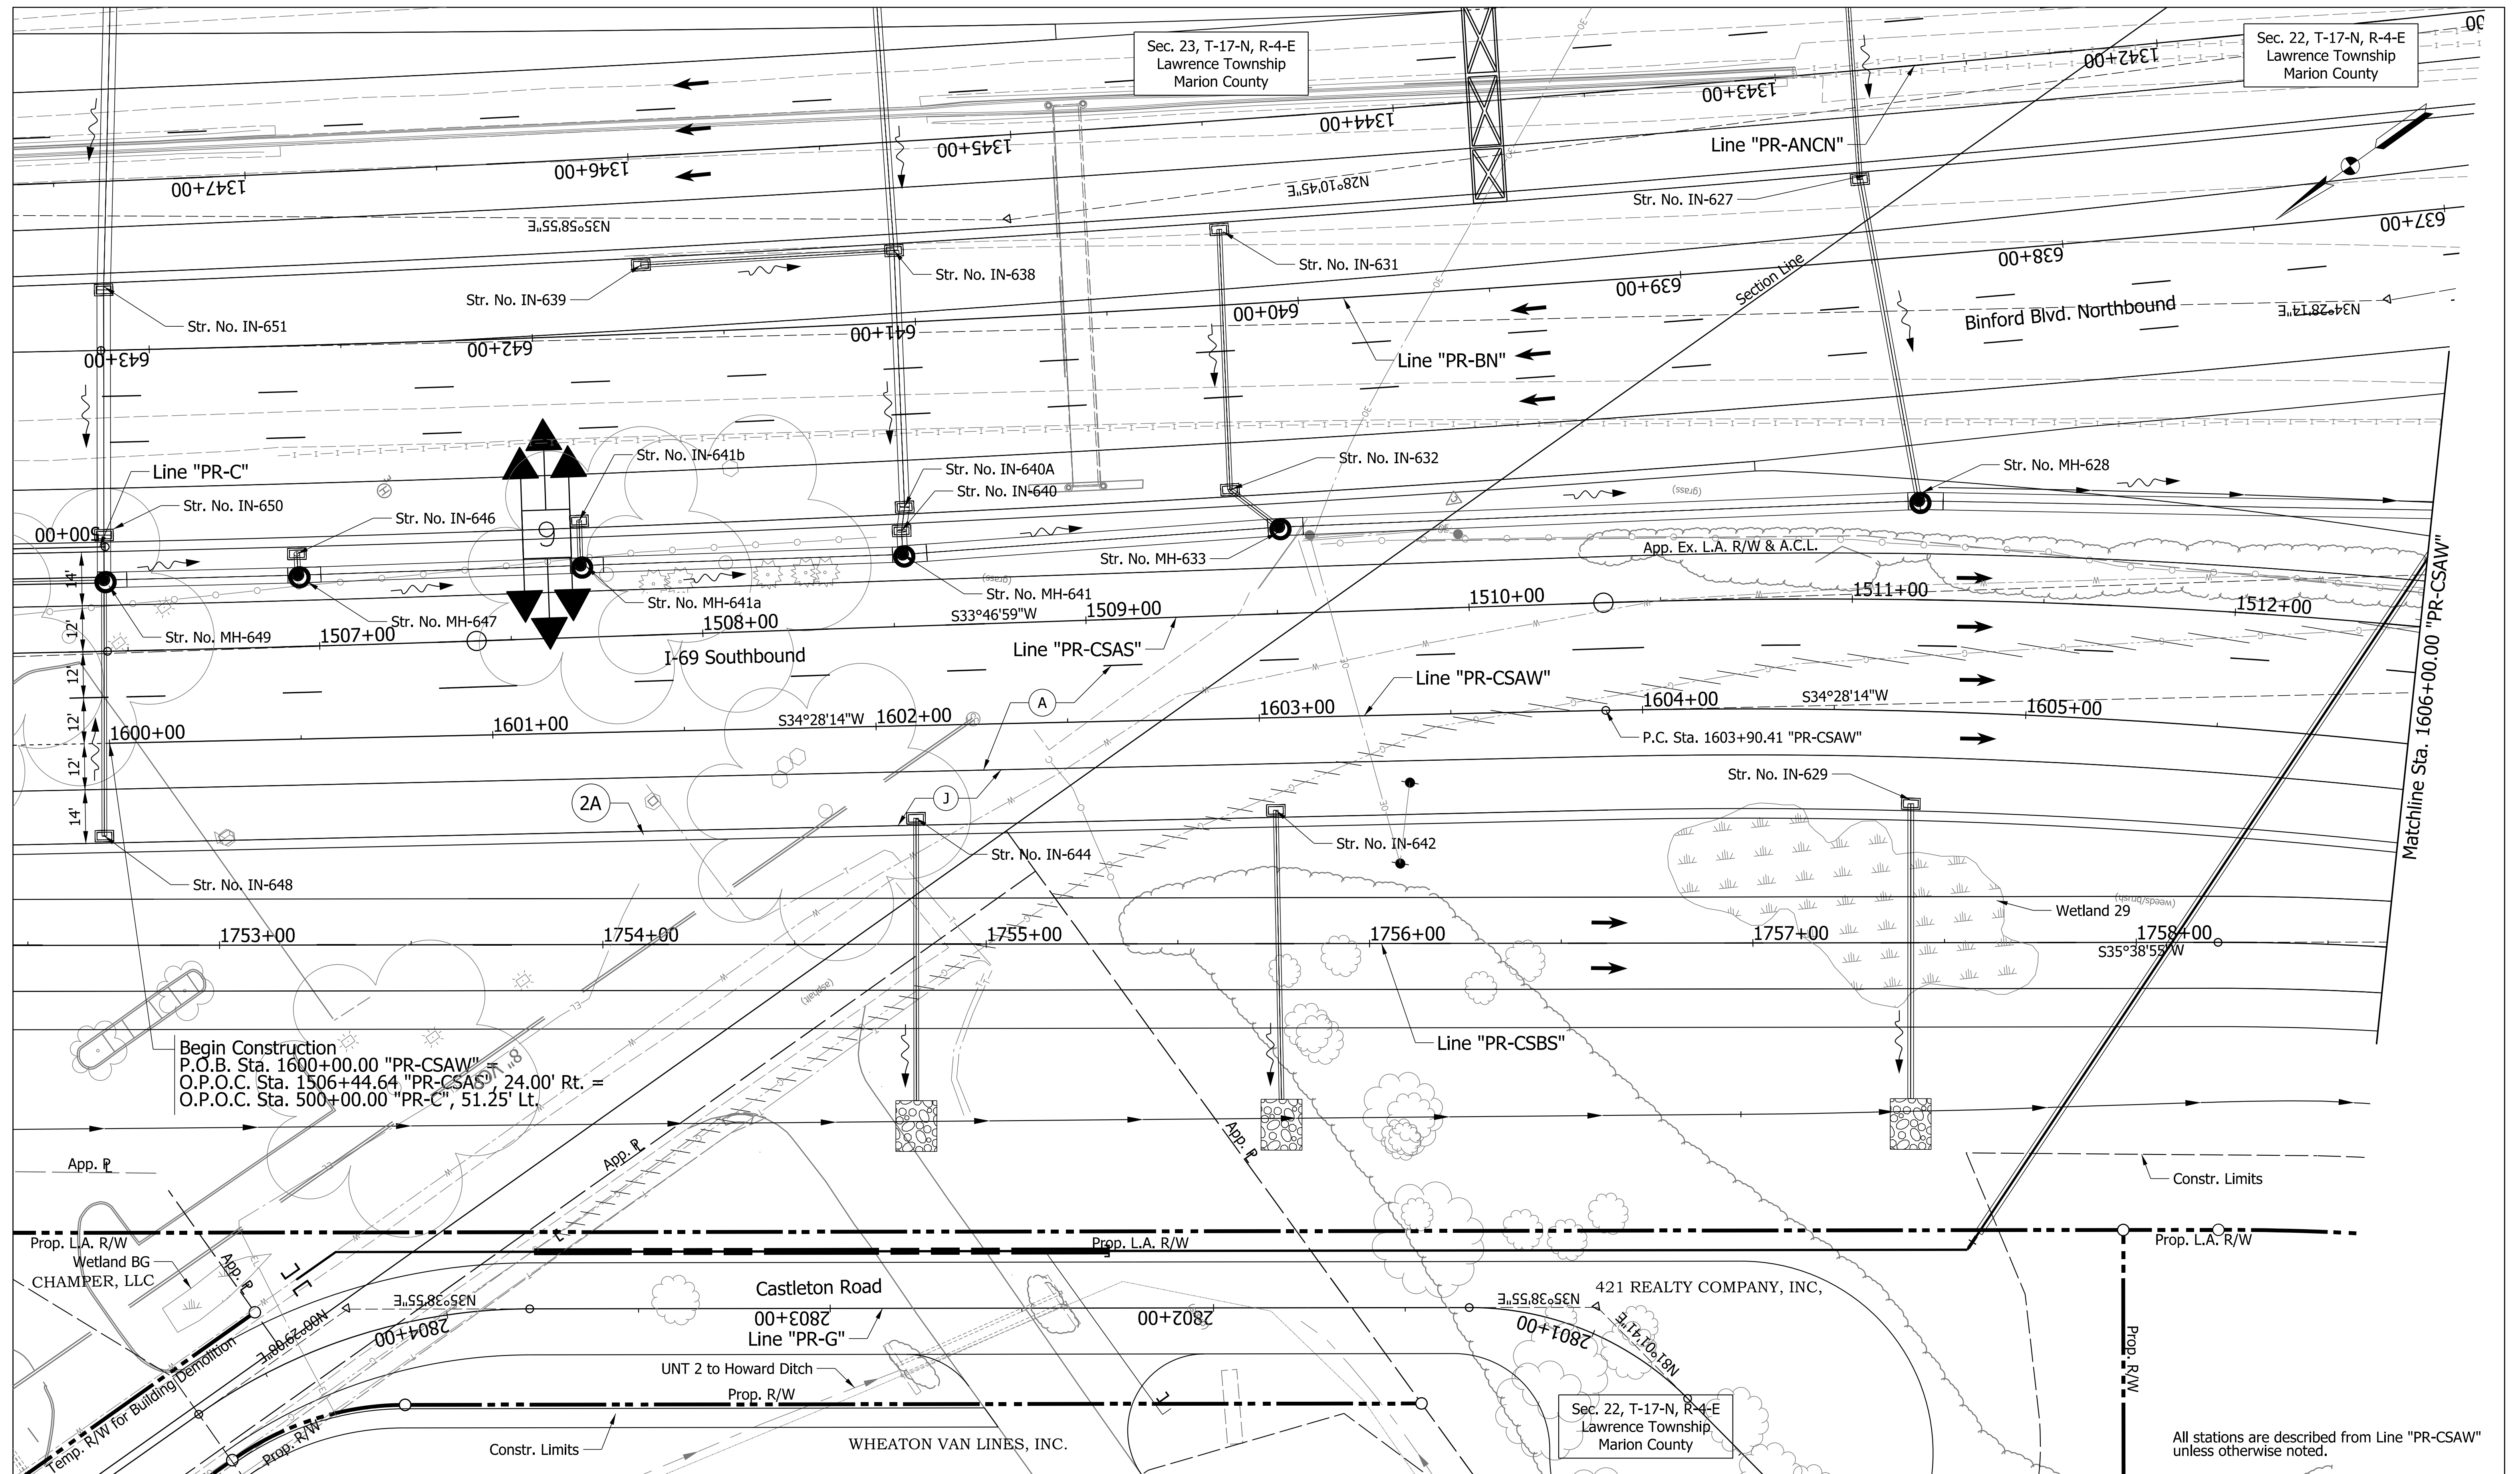 Sec. 23, T-17-N, R-4-E
Lawrence Township
Marion County
Sec. 22, T-17-N, R-4-E
Lawrence Township
Marion County
1342+00
1343+00
1344+00
1345+00
1346+00
1347+00
Line "PR-ANCN"
N28°10'45"E
N35°58'55"E
Str. No. IN-627
637+00
638+00
639+00
640+00
641+00
642+00
643+00
Str. No. IN-631
Str. No. IN-638
Str. No. IN-639
Str. No. IN-651
Section Line
Binford Blvd. Northbound
N34°28'14"E
Line "PR-BN"
Line "PR-C"
Str. No. IN-641b
Str. No. IN-640A
Str. No. IN-640
Str. No. IN-632
Str. No. MH-628
(grass)
Str. No. IN-650
Str. No. IN-646
500+00
9
Str. No. MH-633
App. Ex. L.A. R/W & A.C.L.
(grass)
Str. No. MH-641
Str. No. MH-641a
Str. No. MH-647
Str. No. MH-649
14'
12'
12'
12'
12'
14'
1507+00
1508+00
S33°46'59"W
1509+00
1510+00
1511+00
1512+00
I-69 Southbound
Line "PR-CSAS"
Line "PR-CSAW"
A
1600+00
1601+00
S34°28'14"W
1602+00
1603+00
1604+00
S34°28'14"W
1605+00
P.C. Sta. 1603+90.41 "PR-CSAW"
Matchline Sta. 1606+00.00 "PR-CSAW"
2A
J
Str. No. IN-629
Str. No. IN-642
Str. No. IN-644
Str. No. IN-648
Wetland 29
(weeds/brush)
1753+00
1754+00
1755+00
1756+00
1757+00
1758+00
S35°38'55"W
(asphalt)
Line "PR-CSBS"
Begin Construction
P.O.B. Sta. 1600+00.00 "PR-CSAW" =
O.P.O.C. Sta. 1506+44.64 "PR-CSAS", 24.00' Rt. =
O.P.O.C. Sta. 500+00.00 "PR-C", 51.25' Lt.
App. PL
App. PL
App. PL
App. PL
Constr. Limits
Prop. L.A. R/W
Prop. L.A. R/W
Prop. L.A. R/W
Wetland BG
CHAMPER, LLC
Castleton Road
421 REALTY COMPANY, INC,
N35°38'55"E
N35°38'55"E
N00°29'08"E
N81°01'41"E
2804+00
2803+00
2802+00
2801+00
Line "PR-G"
UNT 2 to Howard Ditch
Prop. R/W
Prop. R/W
Prop. R/W
Temp. R/W for Building Demolition
Constr. Limits
WHEATON VAN LINES, INC.
Sec. 22, T-17-N, R-4-E
Lawrence Township
Marion County
All stations are described from Line "PR-CSAW"
unless otherwise noted.